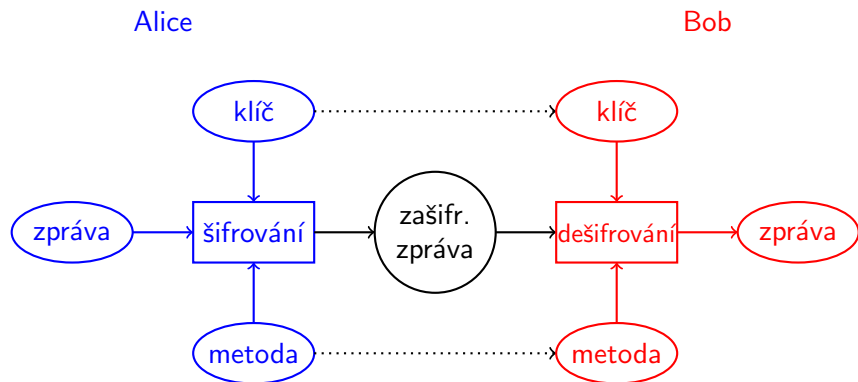 Alice
Bob
klíč
klíč
zpráva
šifrování
zašifr.
zpráva
dešifrování
zpráva
metoda
metoda